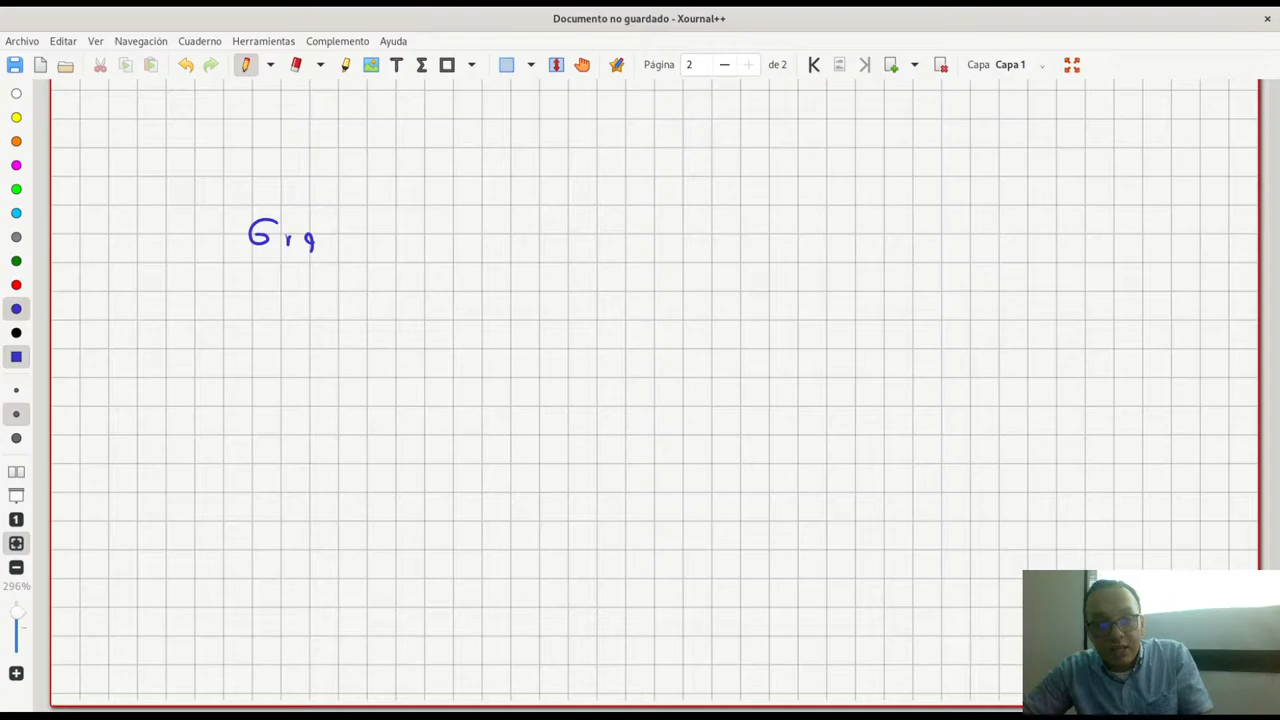 Documento no guardado - Xournal++
Archivo Editar Ver Navegación Cuaderno Herramientas Complemento Ayuda
Página 2 de 2 Capa Capa 1
Grg
1
296%